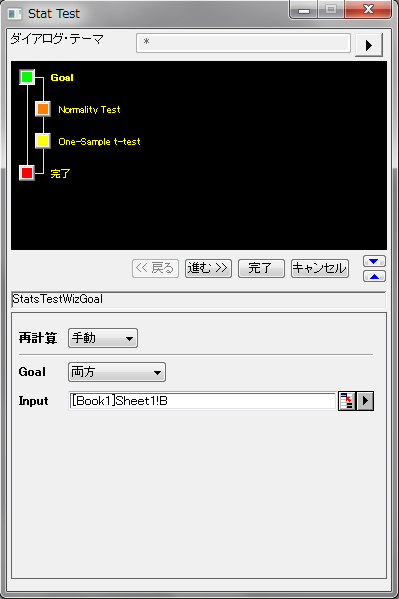 Stat Test
ダイアログ・テーマ
*
Goal
Normality Test
One-Sample t-test
完了
<< 戻る 進む >> 完了 キャンセル
StatsTestWizGoal
再計算 手動
Goal 両方
Input [Book1]Sheet1!B